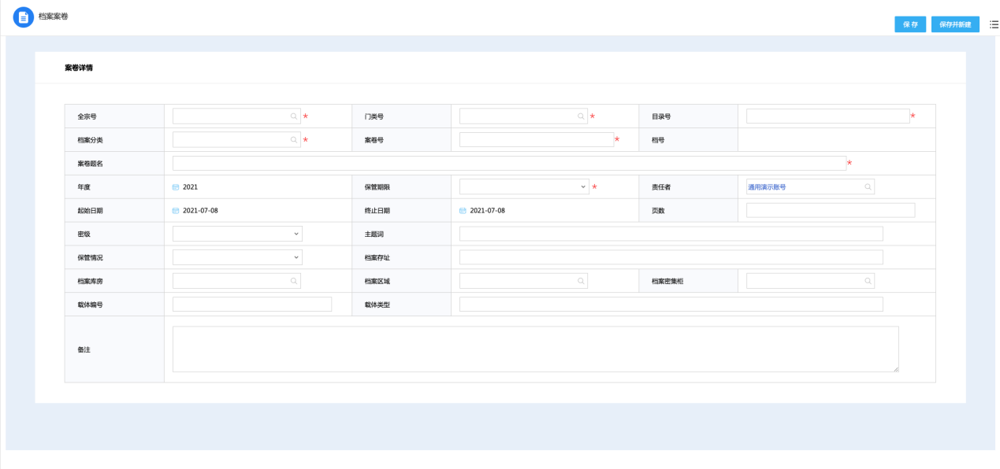 档案案卷
保 存 保存并新建
案卷详情
全宗号 * 门类号 * 目录号 *
档案分类 * 案卷号 * 档号
案卷题名 *
年度 2021 保管期限 * 责任者 通用演示账号
起始日期 2021-07-08 终止日期 2021-07-08 页数
密级 主题词
保管情况 档案存址
档案库房 档案区域 档案密集柜
载体编号 载体类型
备注